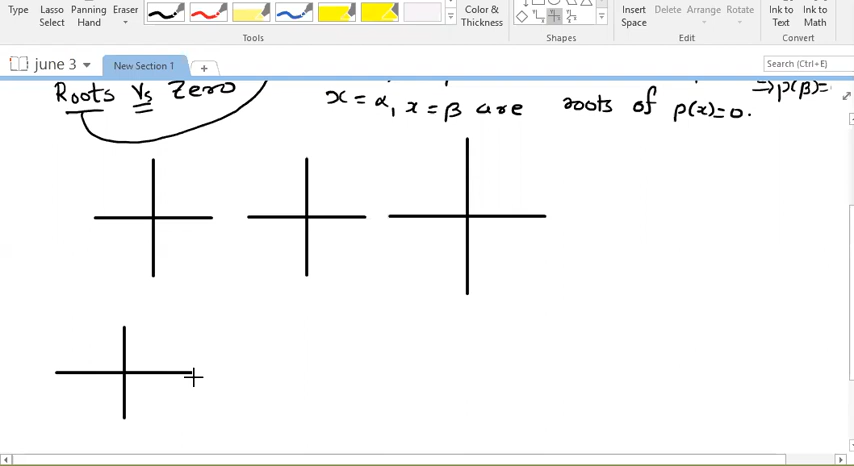 Type
Lasso Select
Panning Hand
Eraser
Color & Thickness
Insert Space
Delete
Arrange
Rotate
Ink to Text
Ink to Math
Tools
Shapes
Edit
Convert
june 3
New Section 1
+
Search (Ctrl+E)
Roots Vs Zero
⇒p(β)=
x = α, x = β are roots of p(x)=0.